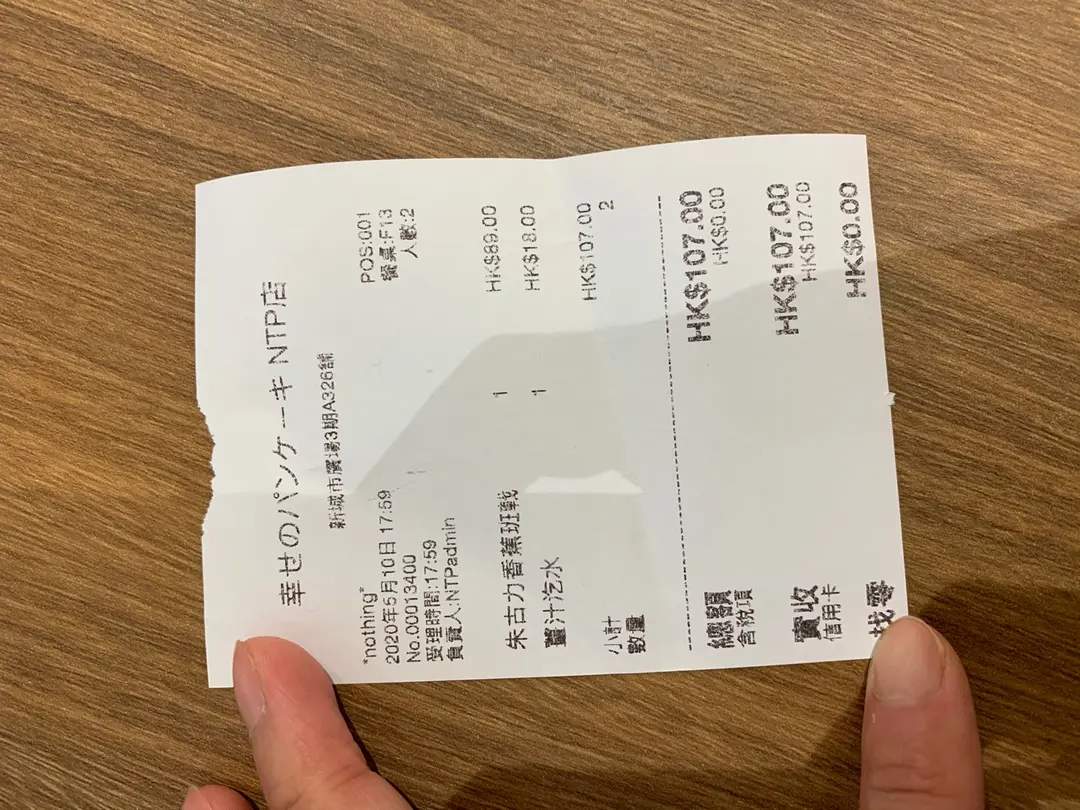 幸せのパンケーキ NTP店
新城市廣場3期A326舖
*nothing* POS:001
2020年5月10日 17:59 餐桌:F13
No.00013400 人數:2
受理時間:17:59
負責人:NTPadmin
朱古力香蕉班戟 1 HK$89.00
薑汁汔水 1 HK$18.00
小計 HK$107.00
數量 2
總額 HK$107.00
含稅項 HK$0.00
實收 HK$107.00
信用卡 HK$107.00
找零 HK$0.00